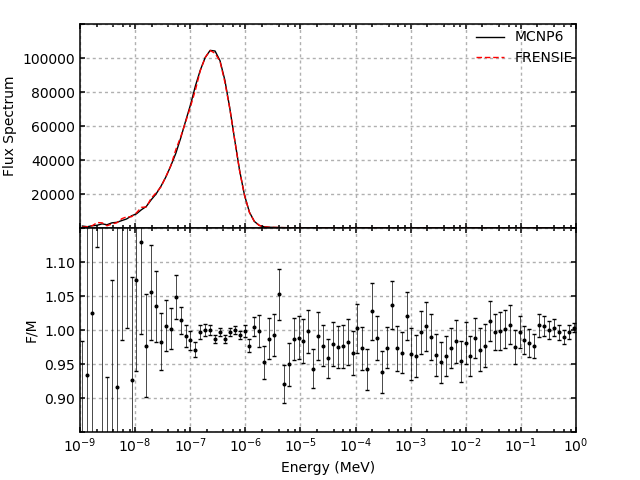 MCNP6
FRENSIE
Flux Spectrum
100000
80000
60000
40000
20000
F/M
1.10
1.05
1.00
0.95
0.90
10⁻⁹ 10⁻⁸ 10⁻⁷ 10⁻⁶ 10⁻⁵ 10⁻⁴ 10⁻³ 10⁻² 10⁻¹ 10⁰
Energy (MeV)